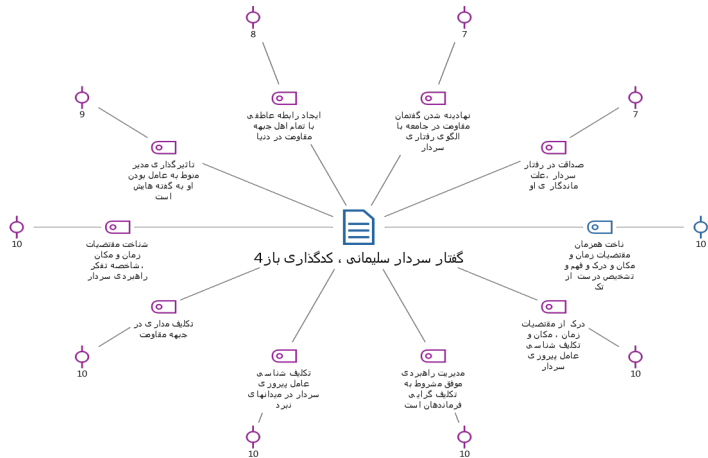 8
7
ایجاد رابطه عاطفی
با تمام اهل جبهه
مقاومت در دنیا
نهادینه شدن گفتمان
مقاومت در جامعه با
الگوی رفتاری
سردار
9
7
تاثیرگذاری مدیر
منوط به عامل بودن
او به گفته هایش
است
صداقت در رفتار
سردار ،علت
ماندگاری او
10
شناخت مقتضیات
زمان و مکان
،شاخصه تفکر
راهبردی سردار
گفتار سردار سلیمانی ، کدگذاری باز4
ناخت همزمان
مقتضیات زمان و
مکان و درک و فهم و
تشخیص درست از
تک
10
تکلیف مداری در
جبهه مقاومت
درک از مقتضیات
زمان ، مکان و
تکلیف شناسی
عامل پیروزی
سردار
10
10
تکلیف شناسی
عامل پیروزی
سردار در میدانهای
نبرد
مدیریت راهبردی
موفق مشروط به
تکلیف گرایی
فرماندهان است
10
10